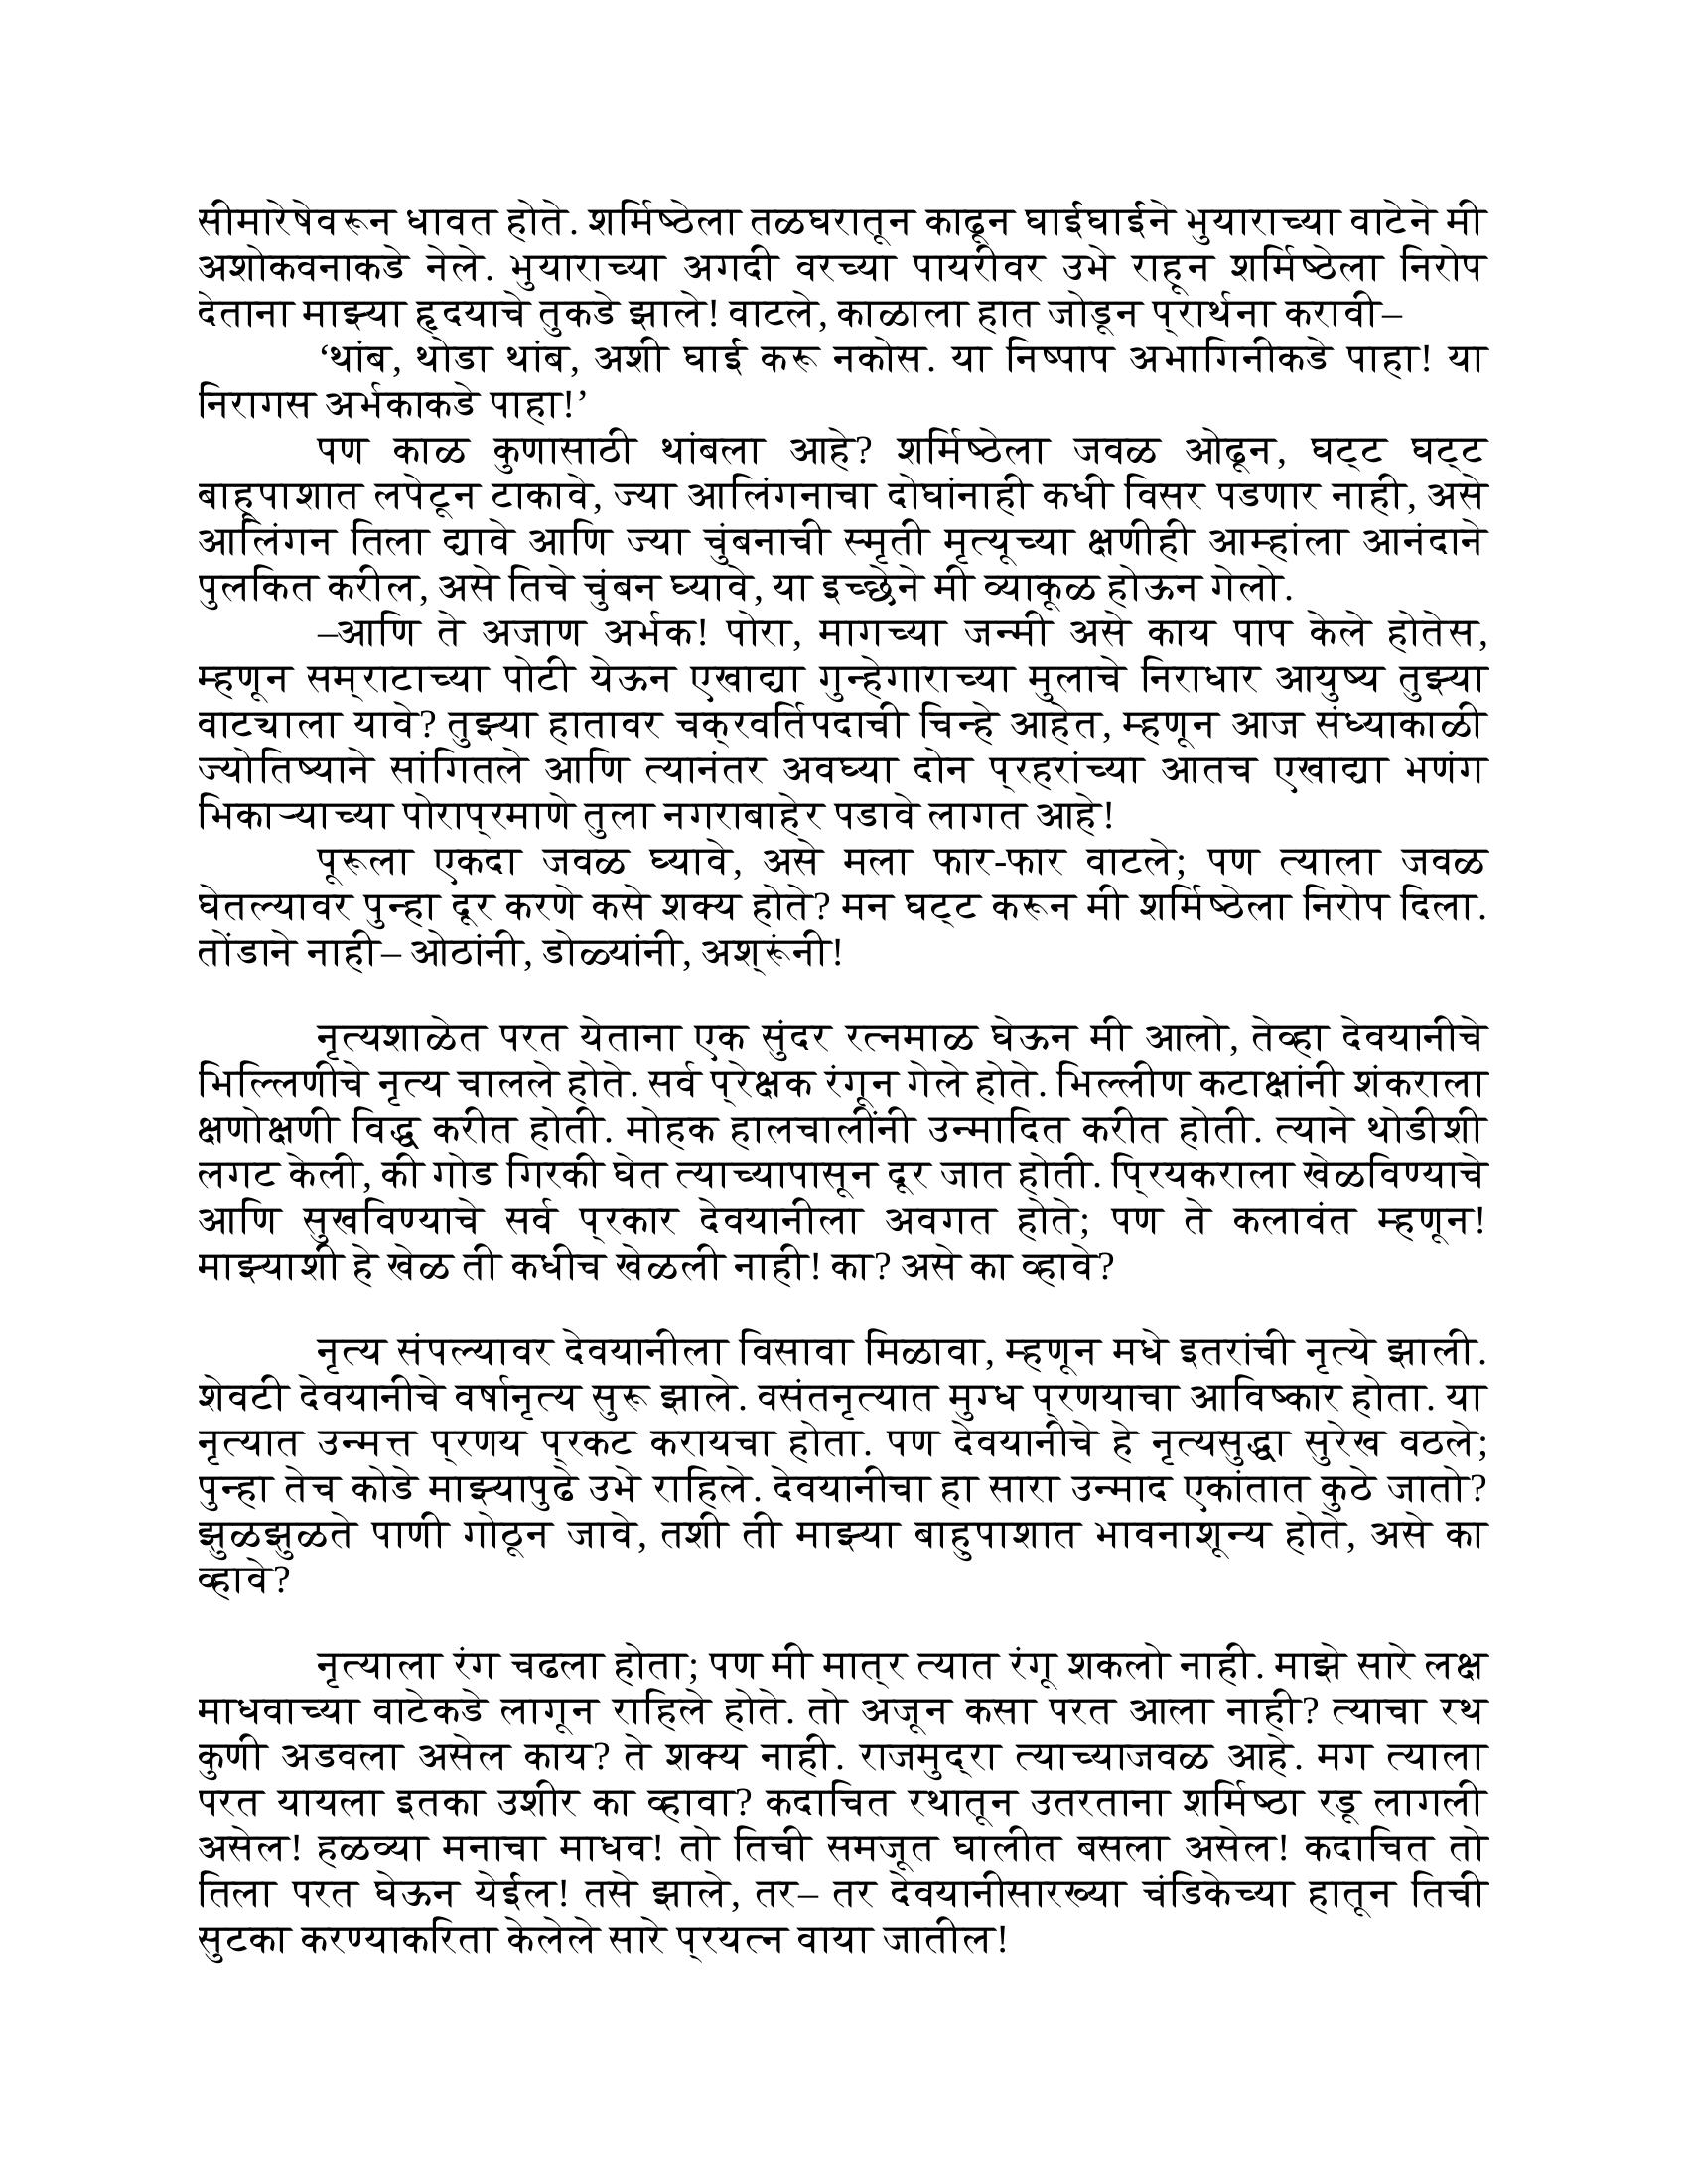 सीमारेषेवरून धावत होते. शर्मिष्ठेला तळघरातून काढून घाईघाईने भुयाराच्या वाटेने मी
अशोकवनाकडे नेले. भुयाराच्या अगदी वरच्या पायरीवर उभे राहून शर्मिष्ठेला निरोप
देताना माझ्या हृदयाचे तुकडे झाले! वाटले, काळाला हात जोडून प्रार्थना करावी–
‘थांब, थोडा थांब, अशी घाई करू नकोस. या निष्पाप अभागिनीकडे पाहा! या
निरागस अर्भकाकडे पाहा!’
पण काळ कुणासाठी थांबला आहे? शर्मिष्ठेला जवळ ओढून, घट्ट घट्ट
बाहूपाशात लपेटून टाकावे, ज्या आलिंगनाचा दोघांनाही कधी विसर पडणार नाही, असे
आलिंगन तिला द्यावे आणि ज्या चुंबनाची स्मृती मृत्यूच्या क्षणीही आम्हांला आनंदाने
पुलकित करील, असे तिचे चुंबन घ्यावे, या इच्छेने मी व्याकूळ होऊन गेलो.
–आणि ते अजाण अर्भक! पोरा, मागच्या जन्मी असे काय पाप केले होतेस,
म्हणून सम्राटाच्या पोटी येऊन एखाद्या गुन्हेगाराच्या मुलाचे निराधार आयुष्य तुझ्या
वाट्याला यावे? तुझ्या हातावर चक्रवर्तिपदाची चिन्हे आहेत, म्हणून आज संध्याकाळी
ज्योतिष्याने सांगितले आणि त्यानंतर अवघ्या दोन प्रहरांच्या आतच एखाद्या भणंग
भिकाऱ्याच्या पोराप्रमाणे तुला नगराबाहेर पडावे लागत आहे!
पूरूला एकदा जवळ घ्यावे, असे मला फार-फार वाटले; पण त्याला जवळ
घेतल्यावर पुन्हा दूर करणे कसे शक्य होते? मन घट्ट करून मी शर्मिष्ठेला निरोप दिला.
तोंडाने नाही– ओठांनी, डोळ्यांनी, अश्रूंनी!
नृत्यशाळेत परत येताना एक सुंदर रत्नमाळ घेऊन मी आलो, तेव्हा देवयानीचे
भिल्लिणीचे नृत्य चालले होते. सर्व प्रेक्षक रंगून गेले होते. भिल्लीण कटाक्षांनी शंकराला
क्षणोक्षणी विद्ध करीत होती. मोहक हालचालींनी उन्मादित करीत होती. त्याने थोडीशी
लगट केली, की गोड गिरकी घेत त्याच्यापासून दूर जात होती. प्रियकराला खेळविण्याचे
आणि सुखविण्याचे सर्व प्रकार देवयानीला अवगत होते; पण ते कलावंत म्हणून!
माझ्याशी हे खेळ ती कधीच खेळली नाही! का? असे का व्हावे?
नृत्य संपल्यावर देवयानीला विसावा मिळावा, म्हणून मधे इतरांची नृत्ये झाली.
शेवटी देवयानीचे वर्षानृत्य सुरू झाले. वसंतनृत्यात मुग्ध प्रणयाचा आविष्कार होता. या
नृत्यात उन्मत्त प्रणय प्रकट करायचा होता. पण देवयानीचे हे नृत्यसुद्धा सुरेख वठले;
पुन्हा तेच कोडे माझ्यापुढे उभे राहिले. देवयानीचा हा सारा उन्माद एकांतात कुठे जातो?
झुळझुळते पाणी गोठून जावे, तशी ती माझ्या बाहुपाशात भावनाशून्य होते, असे का
व्हावे?
नृत्याला रंग चढला होता; पण मी मात्र त्यात रंगू शकलो नाही. माझे सारे लक्ष
माधवाच्या वाटेकडे लागून राहिले होते. तो अजून कसा परत आला नाही? त्याचा रथ
कुणी अडवला असेल काय? ते शक्य नाही. राजमुद्रा त्याच्याजवळ आहे. मग त्याला
परत यायला इतका उशीर का व्हावा? कदाचित रथातून उतरताना शर्मिष्ठा रडू लागली
असेल! हळव्या मनाचा माधव! तो तिची समजूत घालीत बसला असेल! कदाचित तो
तिला परत घेऊन येईल! तसे झाले, तर– तर देवयानीसारख्या चंडिकेच्या हातून तिची
सुटका करण्याकरिता केलेले सारे प्रयत्न वाया जातील!